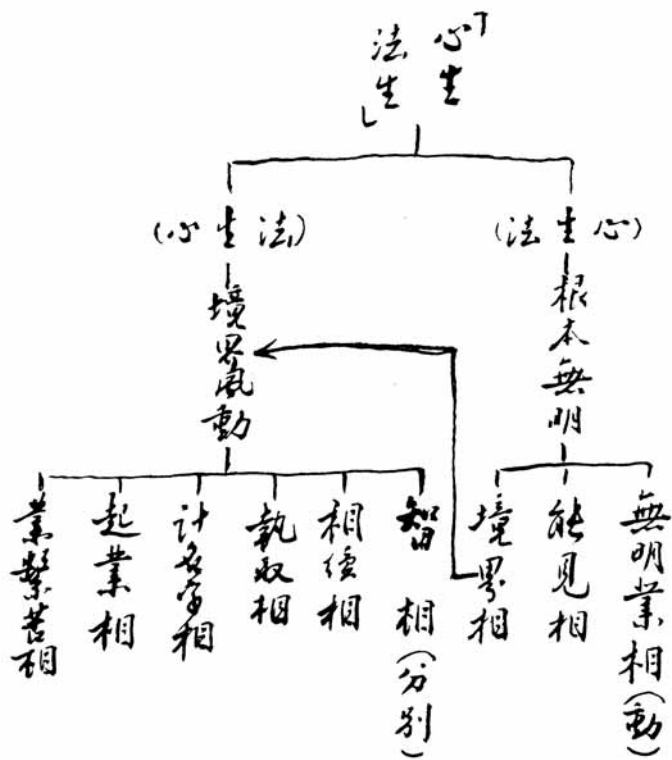 「心生
法生」
(法生心)
根本無明
無明業相(動)
能見相
境界相
(心生法)
境界風動
智相(分別)
相續相
執取相
計名字相
起業相
業繫苦相